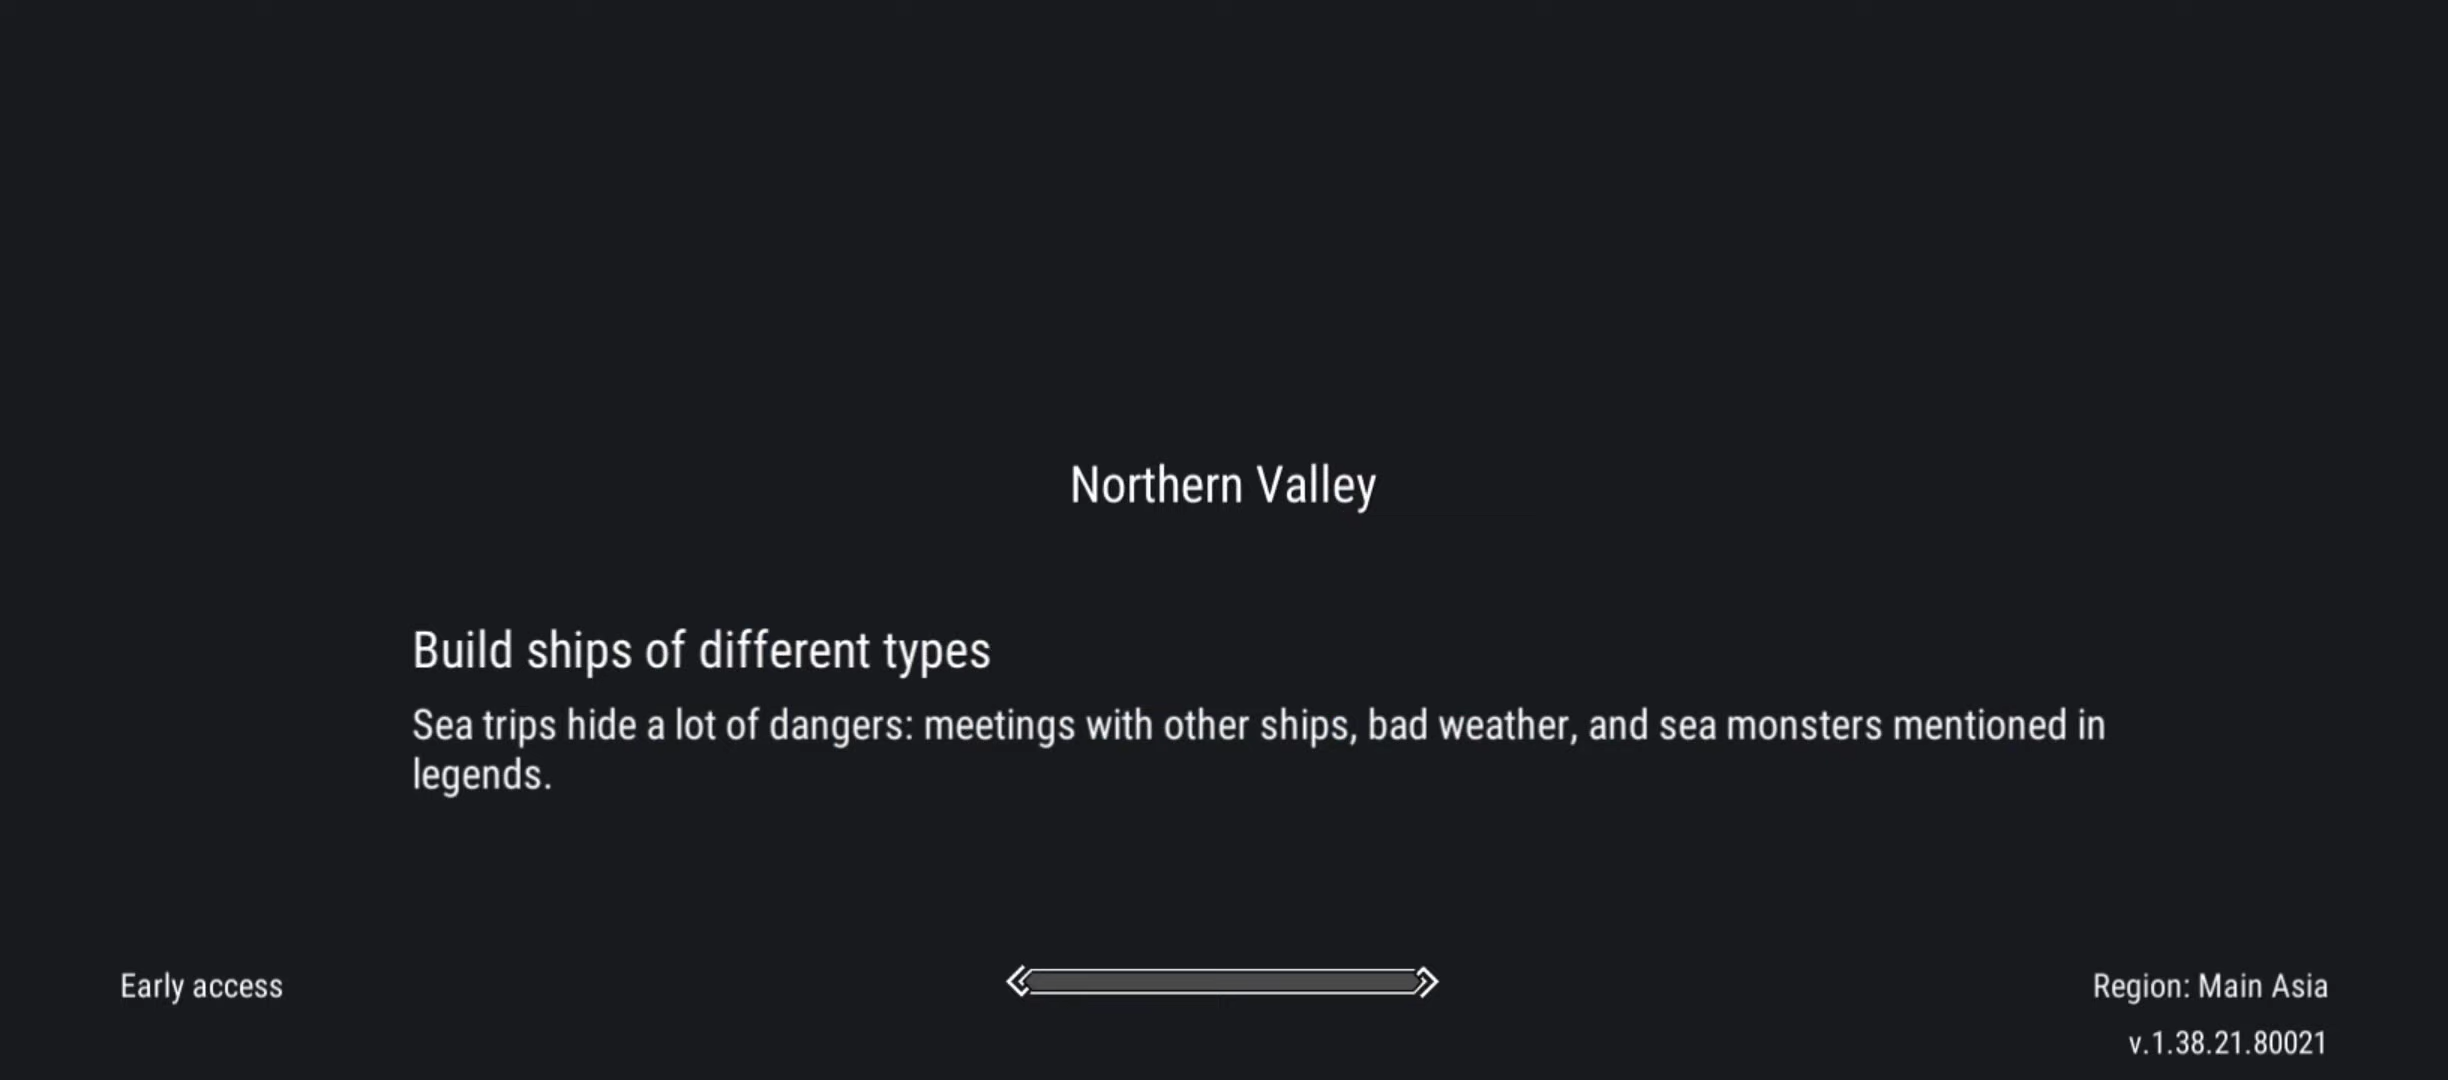 Northern Valley
Build ships of different types
Sea trips hide a lot of dangers: meetings with other ships, bad weather, and sea monsters mentioned in
legends.
Early access
Region: Main Asia
v.1.38.21.80021